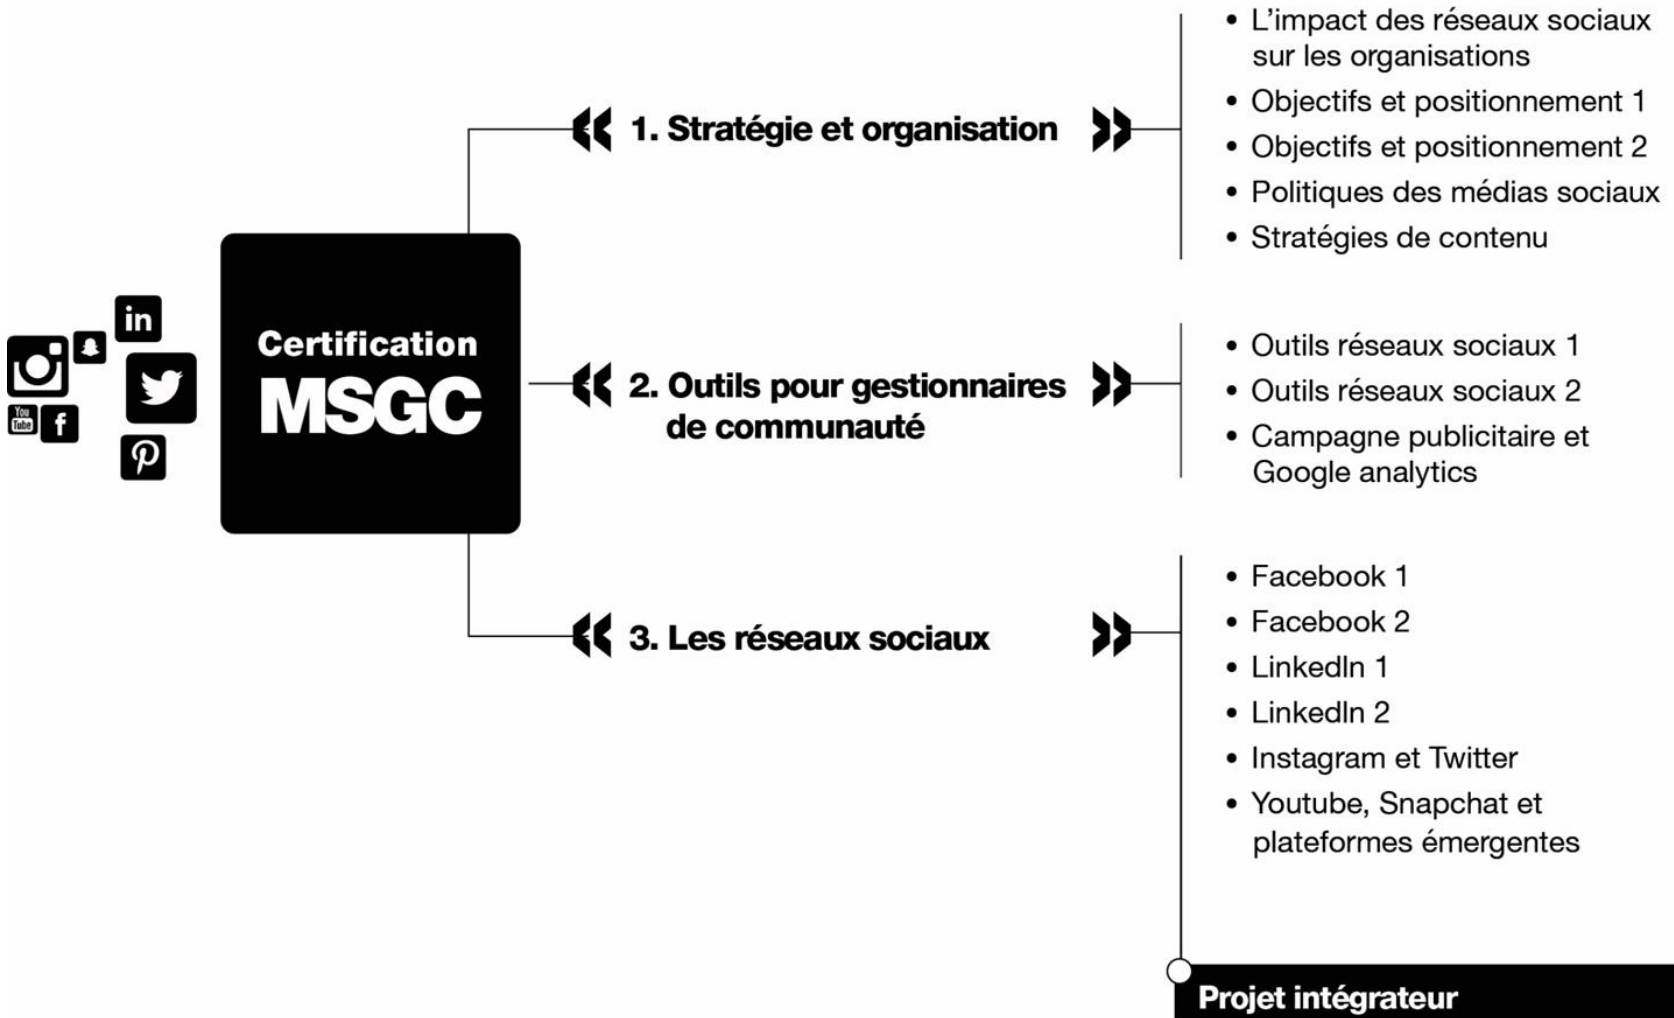 • L'impact des réseaux sociaux
sur les organisations
• Objectifs et positionnement 1
• Objectifs et positionnement 2
• Politiques des médias sociaux
• Stratégies de contenu
1. Stratégie et organisation
in
You
Tube
f
Certification
MSGC
2. Outils pour gestionnaires
de communauté
• Outils réseaux sociaux 1
• Outils réseaux sociaux 2
• Campagne publicitaire et
Google analytics
3. Les réseaux sociaux
• Facebook 1
• Facebook 2
• LinkedIn 1
• LinkedIn 2
• Instagram et Twitter
• Youtube, Snapchat et
plateformes émergentes
Projet intégrateur